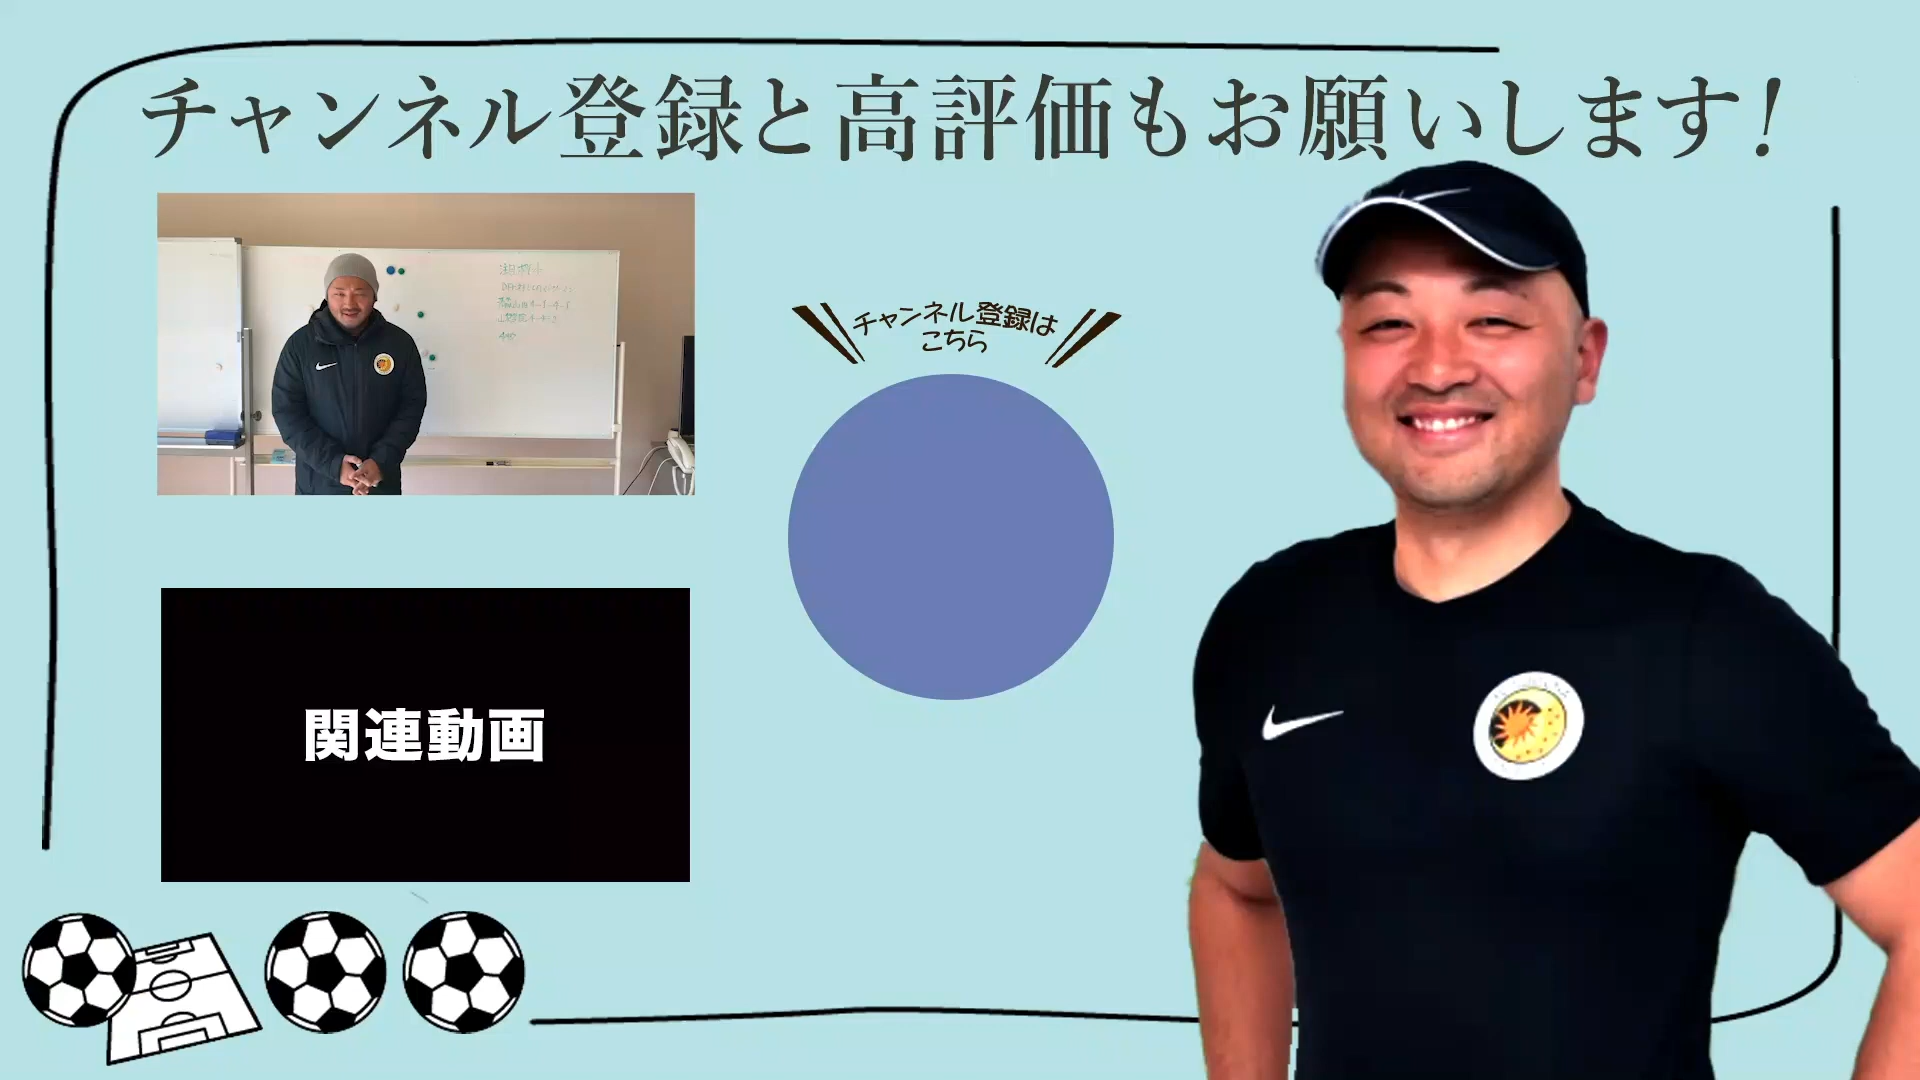 チャンネル登録と高評価もお願いします!
チャンネル登録は
こちら
関連動画